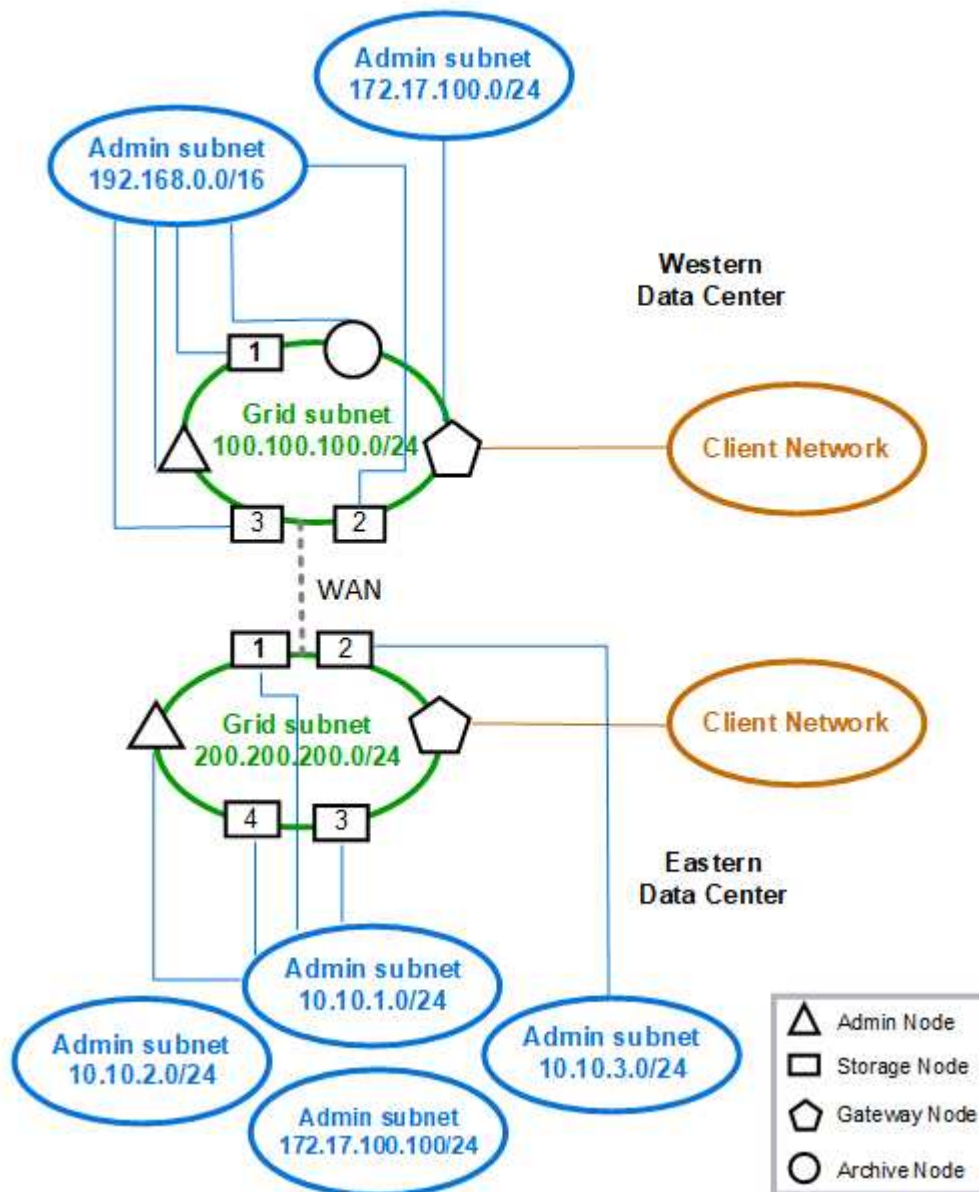 Admin subnet
172.17.100.0/24
Admin subnet
192.168.0.0/16
Western
Data Center
1
Grid subnet
100.100.100.0/24
Client Network
3
2
WAN
1
2
Grid subnet
200.200.200.0/24
Client Network
4
3
Eastern
Data Center
Admin subnet
10.10.1.0/24
Admin subnet
10.10.2.0/24
Admin subnet
10.10.3.0/24
Admin subnet
172.17.100.100/24
Admin Node
Storage Node
Gateway Node
Archive Node